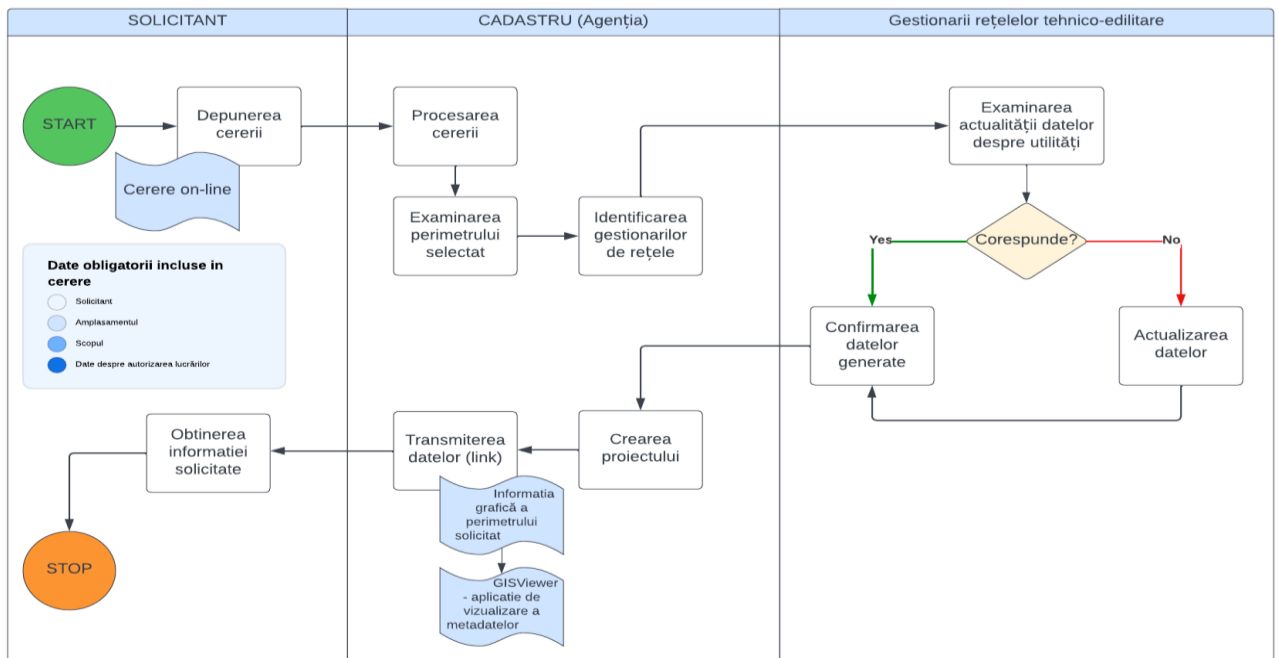 SOLICITANT
CADASTRU (Agenția)
Gestionarii rețelelor tehnico-edilitare
START
Depunerea
cererii
Cerere on-line
Procesarea
cererii
Examinarea
perimetrului
selectat
Identificarea
gestionarilor
de rețele
Examinarea
actualității datelor
despre utilități
Corespunde?
Yes
No
Confirmarea
datelor
generate
Actualizarea
datelor
Date obligatorii incluse in
cerere
Solicitant
Amplasamentul
Scopul
Date despre autorizarea lucrărilor
Crearea
proiectului
Transmiterea
datelor (link)
Informatia
grafică a
perimetrului
solicitat
GISViewer
- aplicatie de
vizualizare a
metadatelor
Obtinerea
informatiei
solicitate
STOP